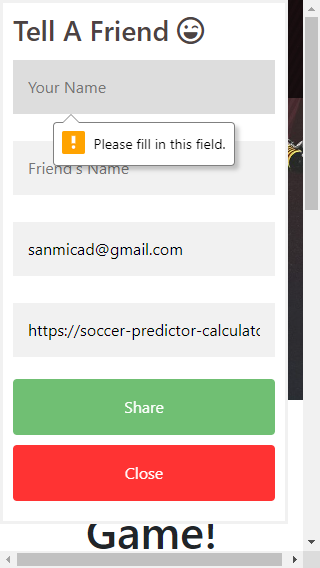 Tell A Friend
Your Name
Please fill in this field.
Friend's Name
sanmicad@gmail.com
https://soccer-predictor-calculato
Share
Close
Game!